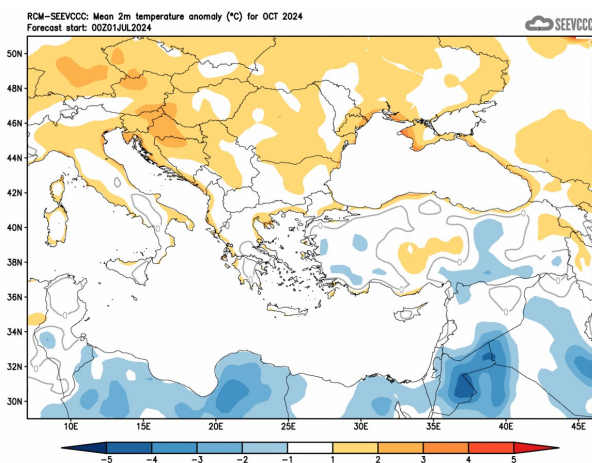 RCM-SEEVCCC: Mean 2m temperature anomaly (°C) for OCT 2024
Forecast start: 00Z01JUL2024
SEEVCCC
50N
48N
46N
44N
42N
40N
38N
36N
34N
32N
30N
10E 15E 20E 25E 30E 35E 40E 45E
-5 -4 -3 -2 -1 1 2 3 4 5